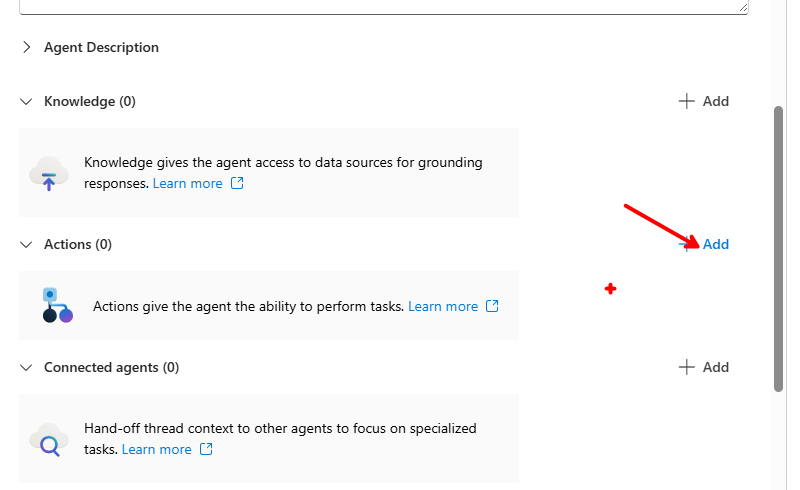 Agent Description
Knowledge (0)
Add
Knowledge gives the agent access to data sources for grounding
responses. Learn more
Actions (0)
Add
Actions give the agent the ability to perform tasks. Learn more
Connected agents (0)
Add
Hand-off thread context to other agents to focus on specialized
tasks. Learn more